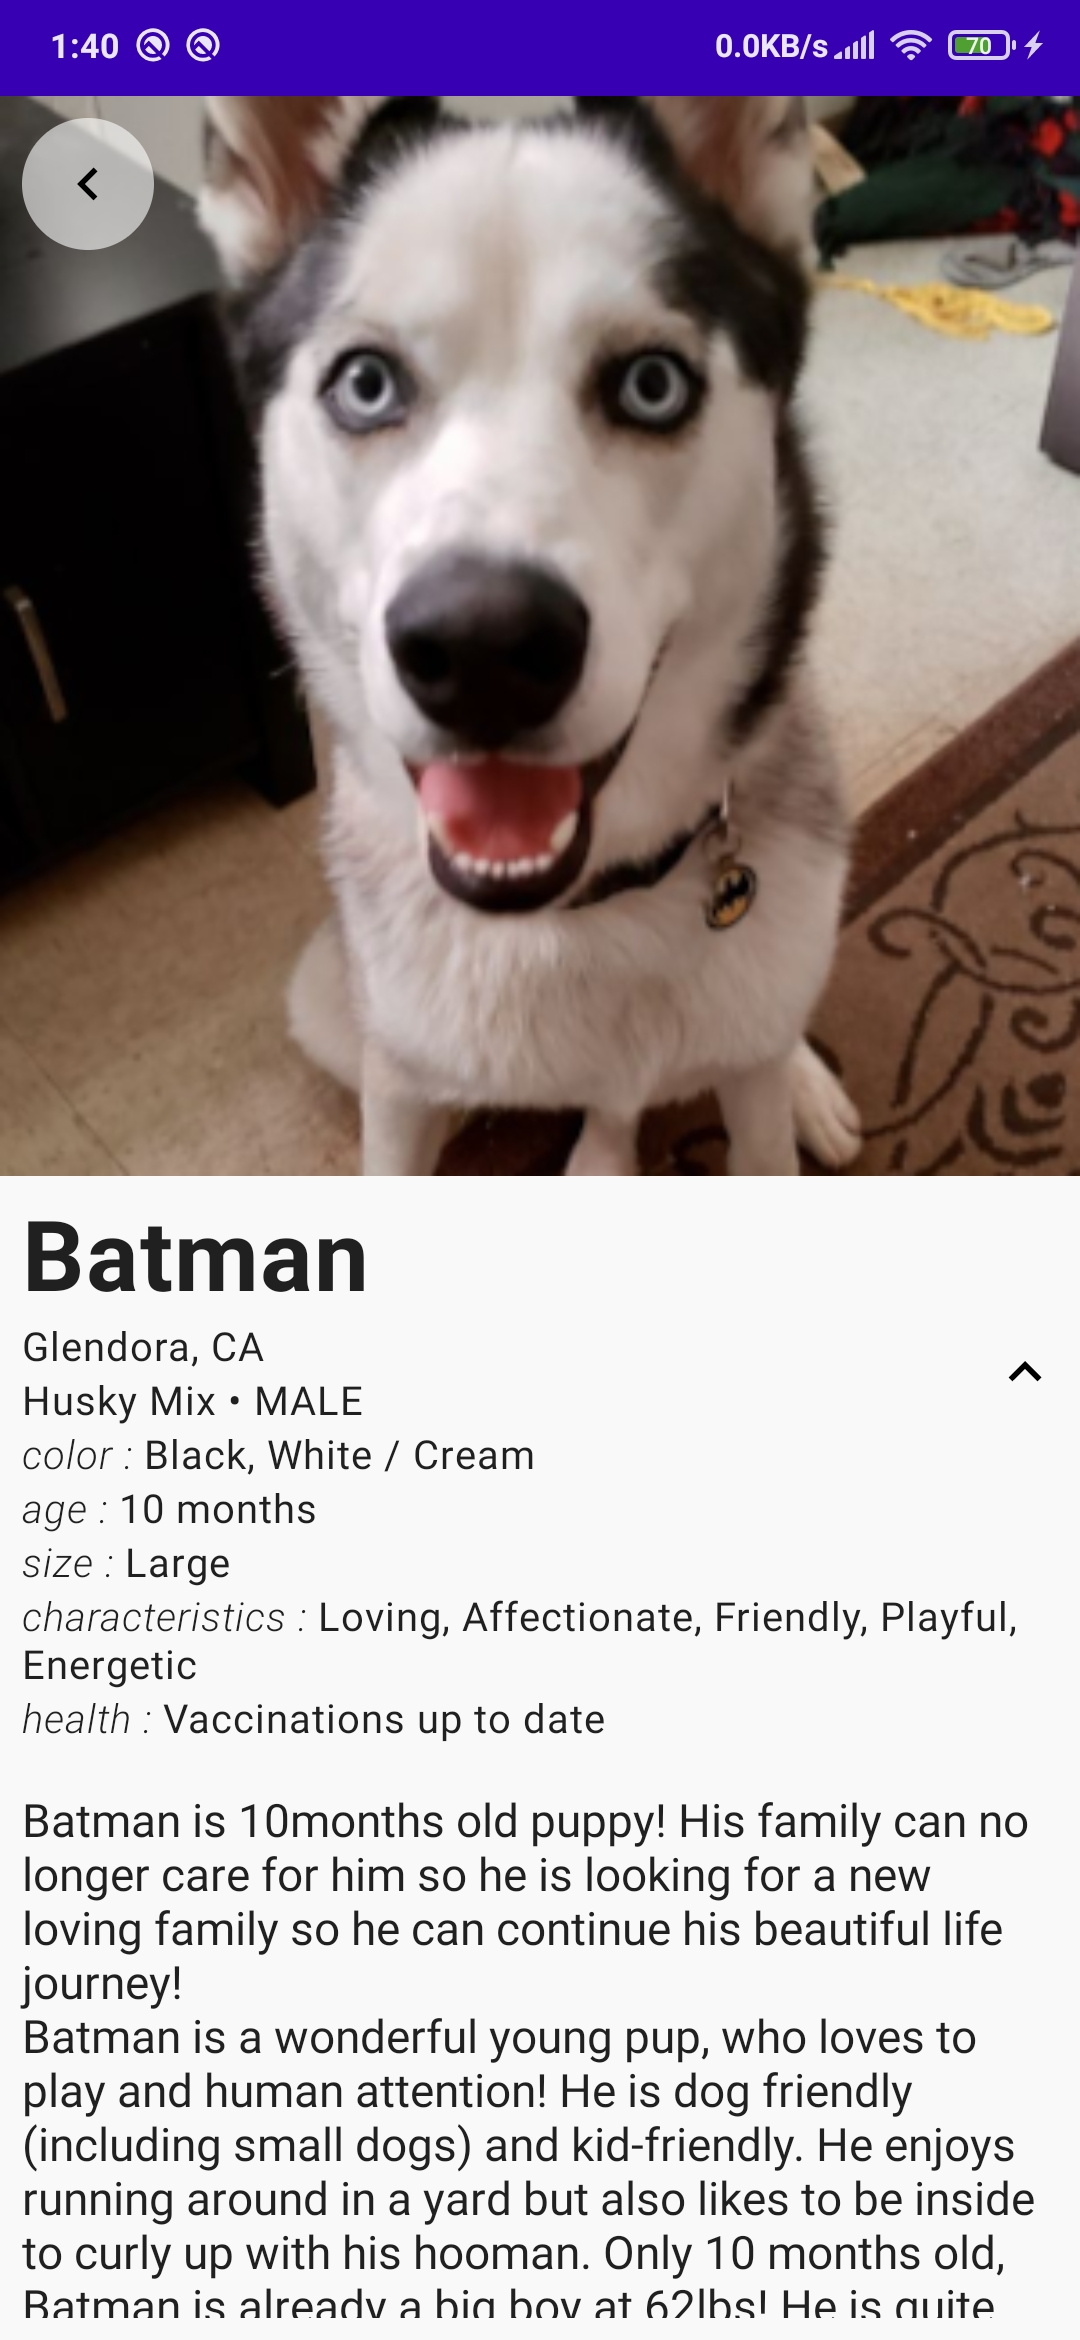 1:40 0.0KB/s 70
Batman
Glendora, CA
Husky Mix • MALE
color : Black, White / Cream
age : 10 months
size : Large
characteristics : Loving, Affectionate, Friendly, Playful,
Energetic
health : Vaccinations up to date
Batman is 10months old puppy! His family can no
longer care for him so he is looking for a new
loving family so he can continue his beautiful life
journey!
Batman is a wonderful young pup, who loves to
play and human attention! He is dog friendly
(including small dogs) and kid-friendly. He enjoys
running around in a yard but also likes to be inside
to curly up with his hooman. Only 10 months old,
Batman is already a big boy at 62lbs! He is quite